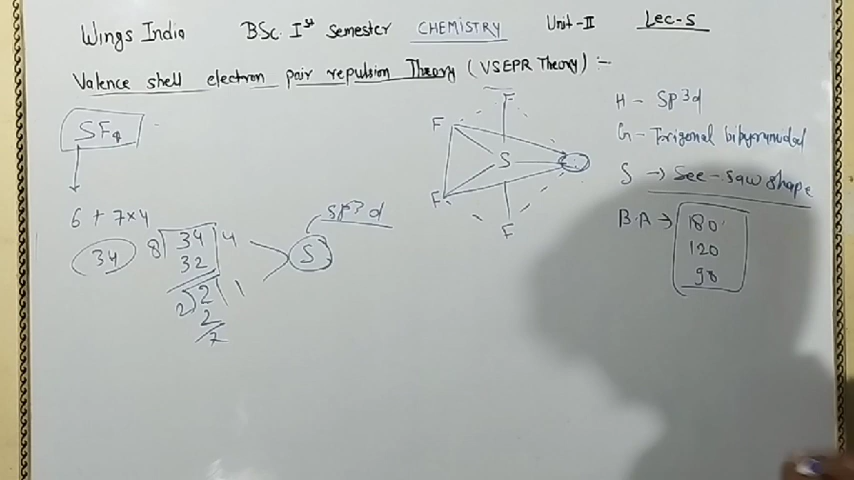 Wings India BSc. Ist Semester CHEMISTRY Unit-II Lec-5
Valence shell electron pair repulsion Theory (VSEPR Theory) :-
SF4
6 + 7×4
34
8 34 4
32
2 2 1
2
sp3d
S
F
F
S
F
F
H - Sp3d
G - Trigonal bipyramidal
S → See-saw shape
B.A → 180
120
90